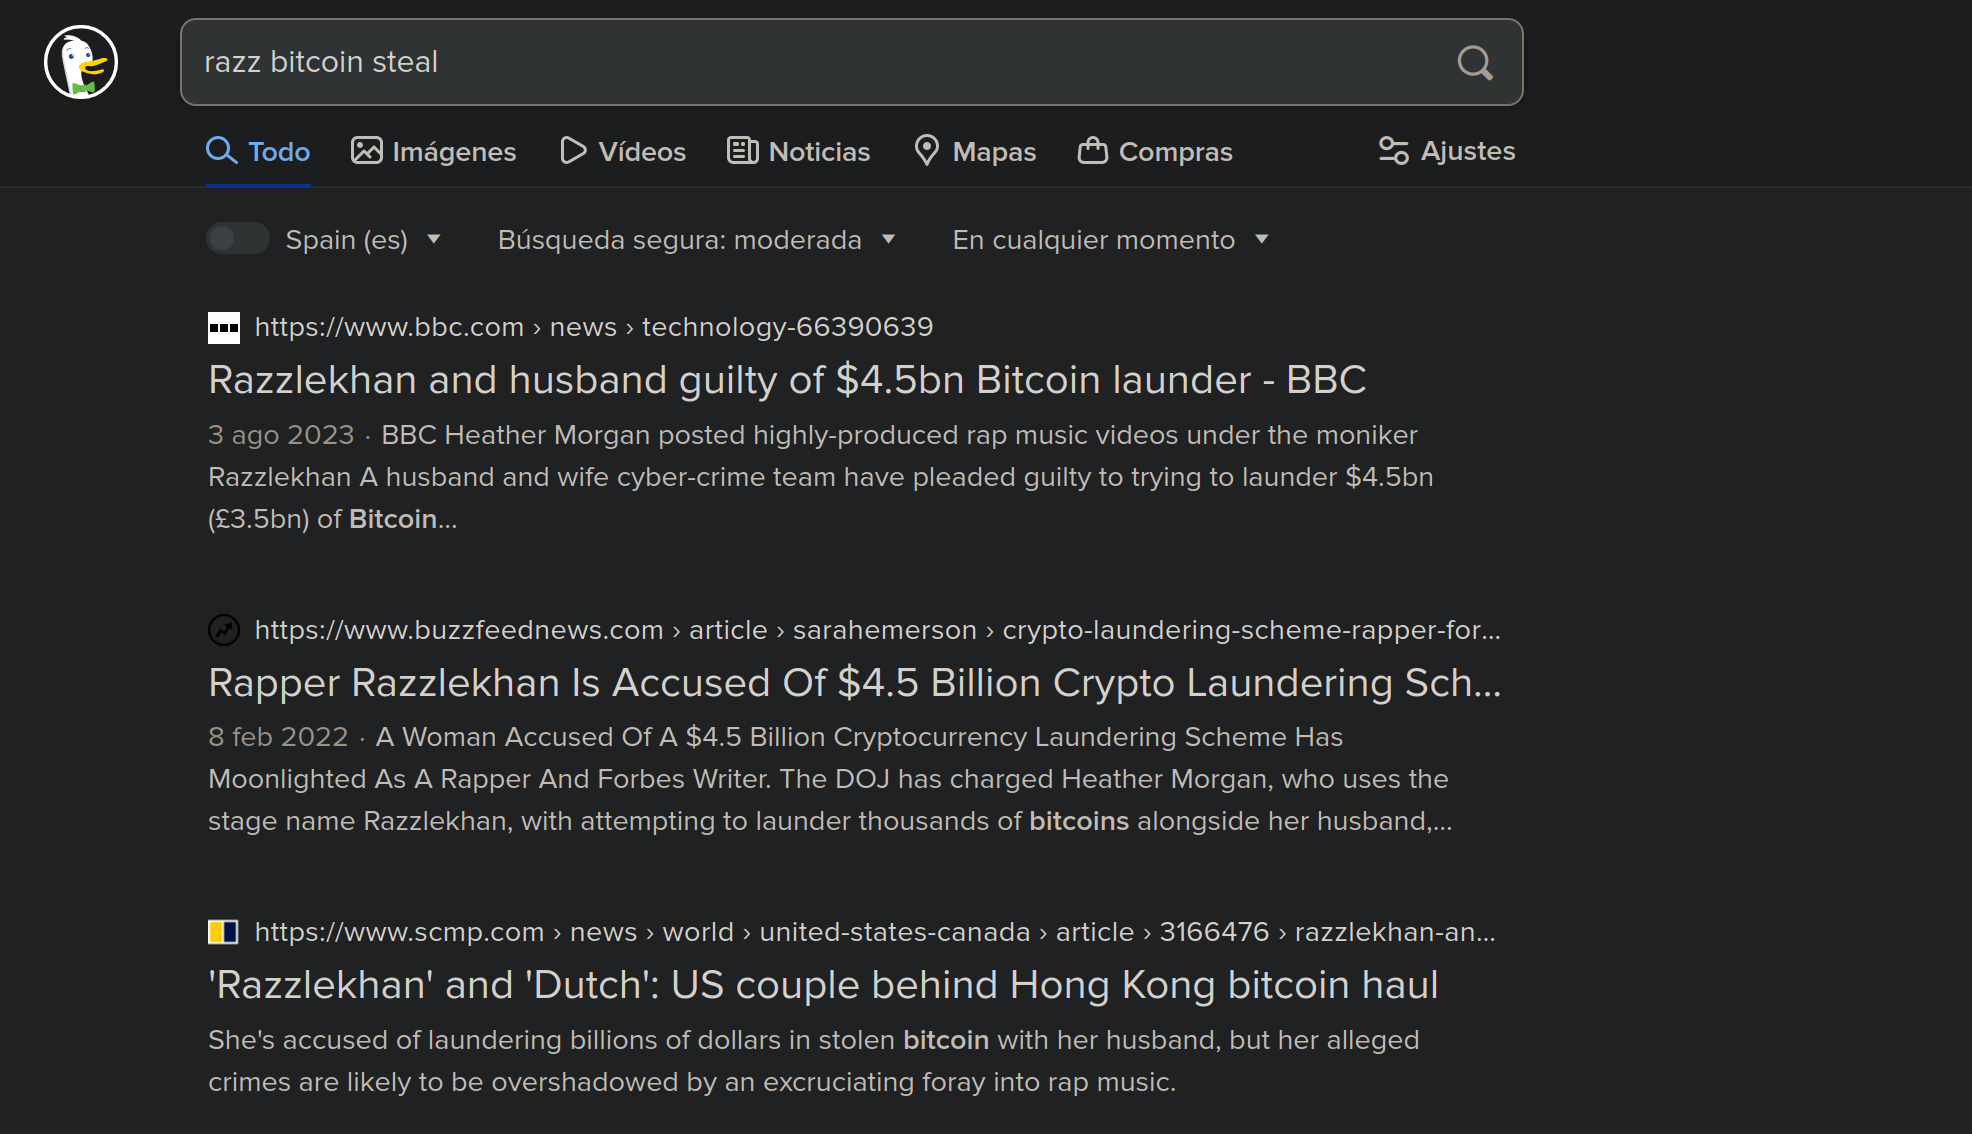 razz bitcoin steal
Todo Imágenes Vídeos Noticias Mapas Compras Ajustes
Spain (es) Búsqueda segura: moderada En cualquier momento
https://www.bbc.com › news › technology-66390639
Razzlekhan and husband guilty of $4.5bn Bitcoin launder - BBC
3 ago 2023 · BBC Heather Morgan posted highly-produced rap music videos under the moniker
Razzlekhan A husband and wife cyber-crime team have pleaded guilty to trying to launder $4.5bn
(£3.5bn) of Bitcoin...
https://www.buzzfeednews.com › article › sarahemerson › crypto-laundering-scheme-rapper-for...
Rapper Razzlekhan Is Accused Of $4.5 Billion Crypto Laundering Sch...
8 feb 2022 · A Woman Accused Of A $4.5 Billion Cryptocurrency Laundering Scheme Has
Moonlighted As A Rapper And Forbes Writer. The DOJ has charged Heather Morgan, who uses the
stage name Razzlekhan, with attempting to launder thousands of bitcoins alongside her husband,...
https://www.scmp.com › news › world › united-states-canada › article › 3166476 › razzlekhan-an...
'Razzlekhan' and 'Dutch': US couple behind Hong Kong bitcoin haul
She's accused of laundering billions of dollars in stolen bitcoin with her husband, but her alleged
crimes are likely to be overshadowed by an excruciating foray into rap music.